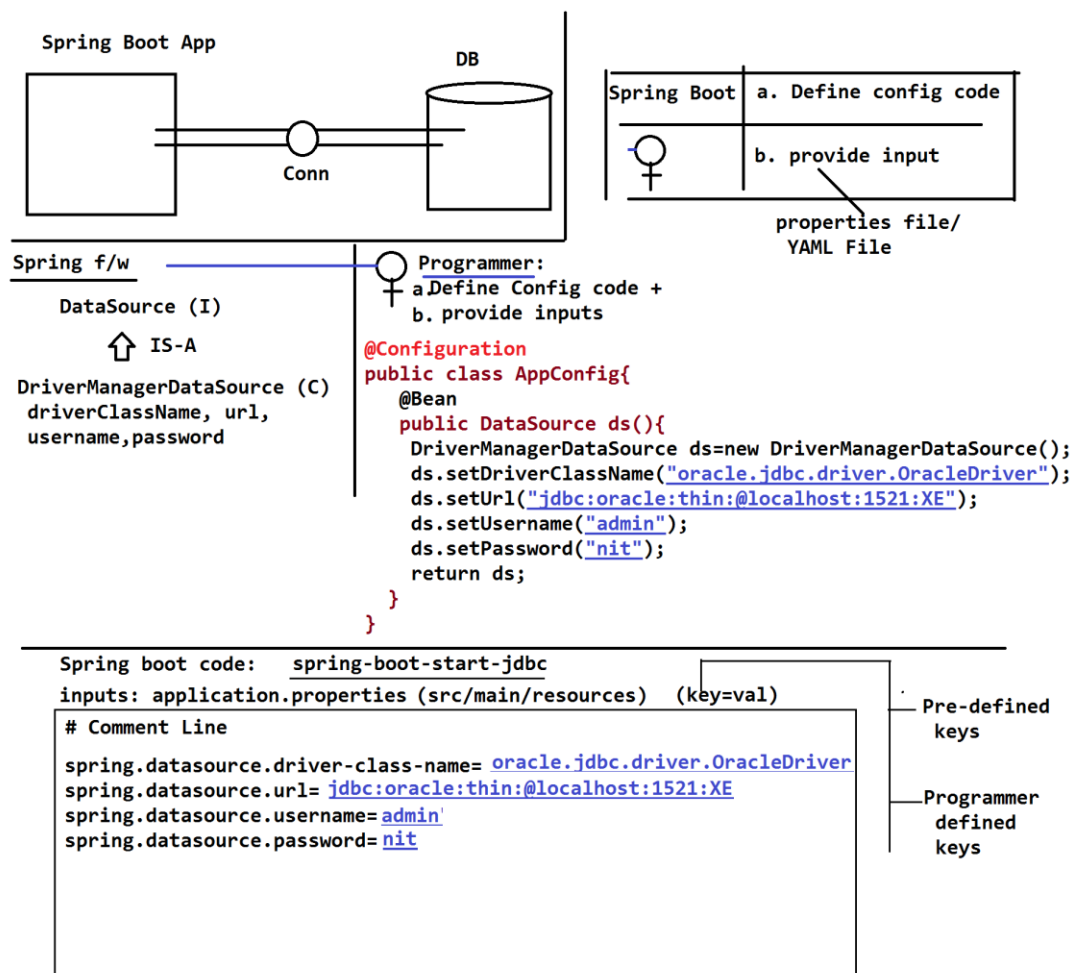 Spring Boot App
DB
Conn
Spring Boot
a. Define config code
b. provide input
properties file/
YAML File
Spring f/w
DataSource (I)
IS-A
DriverManagerDataSource (C)
driverClassName, url,
username,password
Programmer:
a.Define Config code +
b. provide inputs
@Configuration
public class AppConfig{
@Bean
public DataSource ds(){
DriverManagerDataSource ds=new DriverManagerDataSource();
ds.setDriverClassName("oracle.jdbc.driver.OracleDriver");
ds.setUrl("jdbc:oracle:thin:@localhost:1521:XE");
ds.setUsername("admin");
ds.setPassword("nit");
return ds;
}
}
Spring boot code: spring-boot-start-jdbc
inputs: application.properties (src/main/resources) (key=val)
# Comment Line
spring.datasource.driver-class-name= oracle.jdbc.driver.OracleDriver
spring.datasource.url= jdbc:oracle:thin:@localhost:1521:XE
spring.datasource.username=admin'
spring.datasource.password=nit
Pre-defined
keys
Programmer
defined
keys